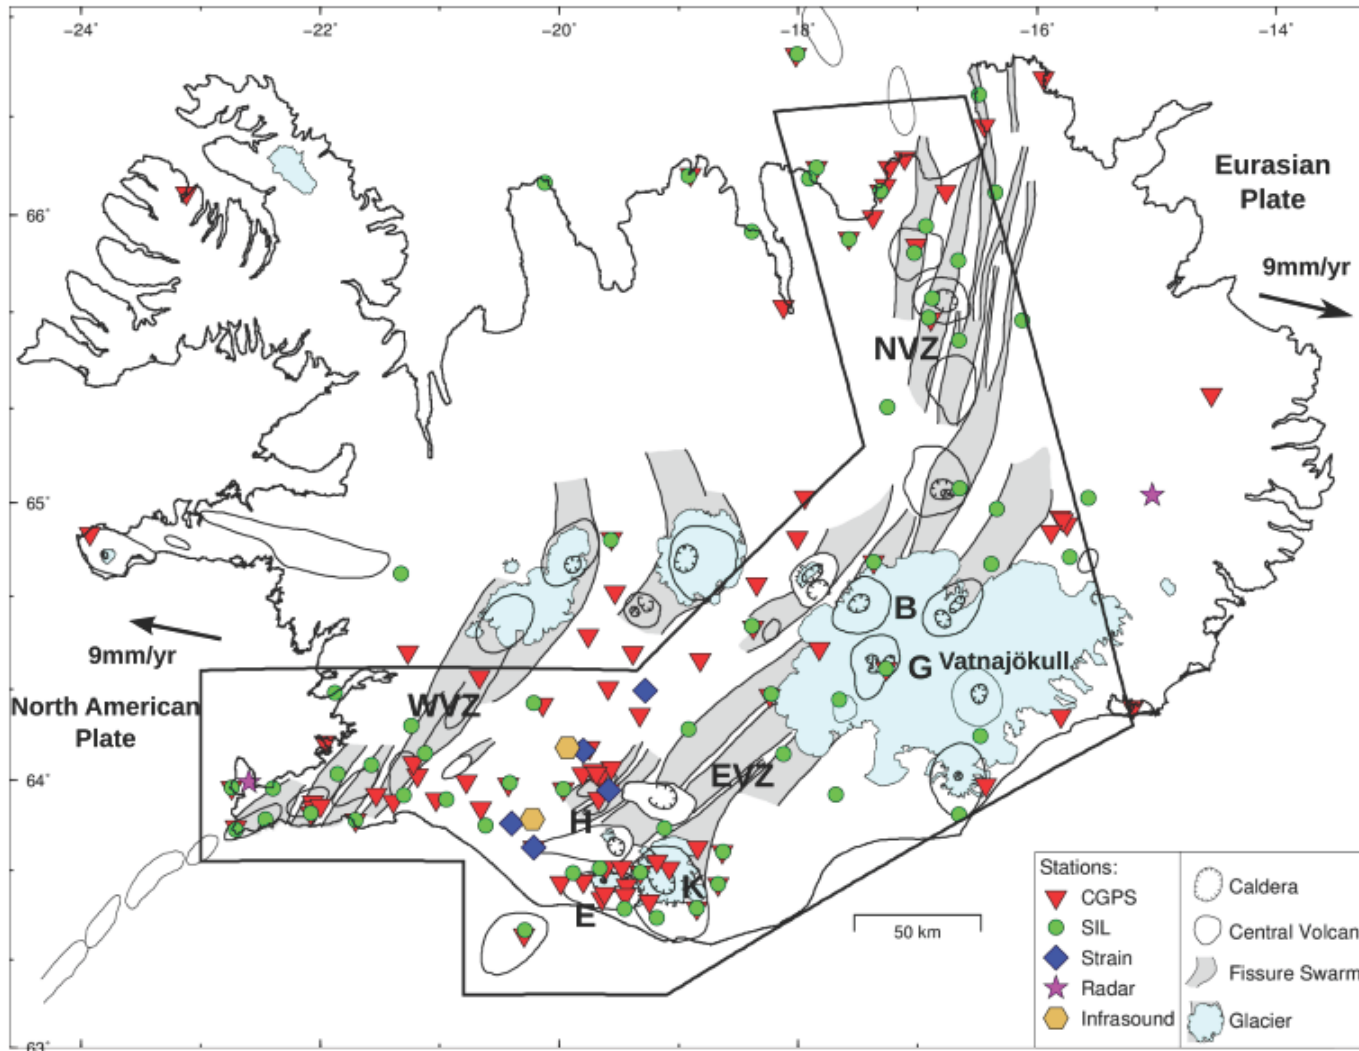 -24 -22 -20 -18 -16 -14
Eurasian
Plate
66
9mm/yr
NVZ
65
B
9mm/yr
G Vatnajökull
North American
Plate
WVZ
64
EVZ
H
K
E
50 km
63
Stations:
CGPS
SIL
Strain
Radar
Infrasound
Caldera
Central Volcan
Fissure Swarm
Glacier